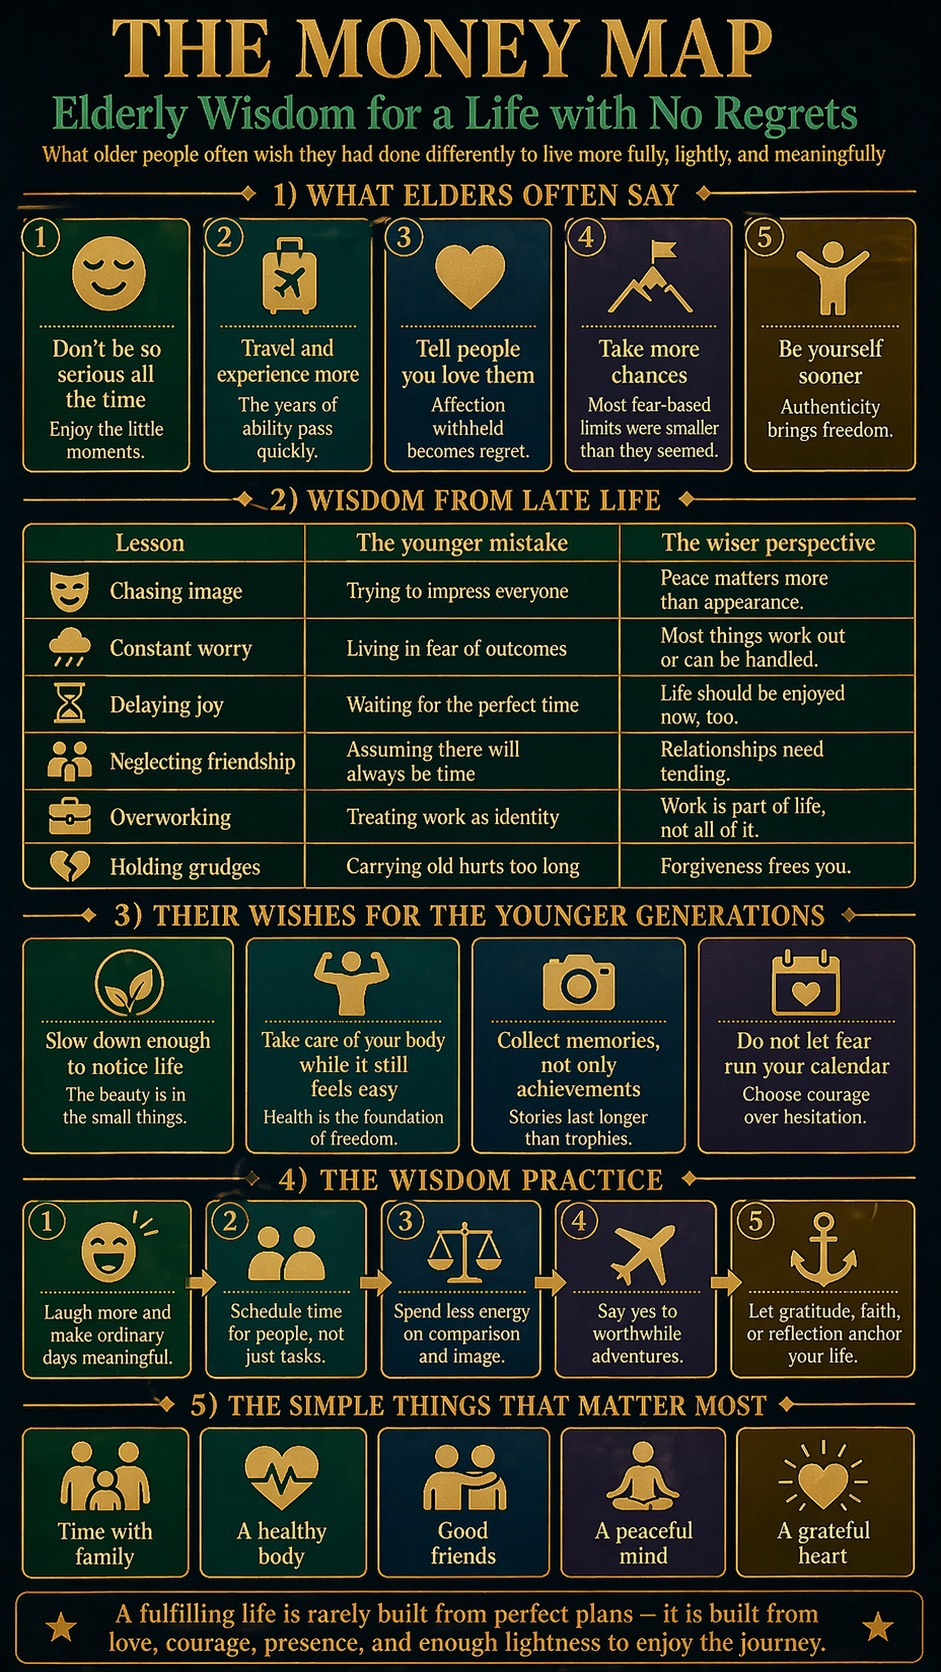 THE MONEY MAP
Elderly Wisdom for a Life with No Regrets
What older people often wish they had done differently to live more fully, lightly, and meaningfully
1) WHAT ELDERS OFTEN SAY
1
Don't be so
serious all
the time
Enjoy the little
moments.
2
Travel and
experience more
The years of
ability pass
quickly.
3
Tell people
you love them
Affection
withheld
becomes regret.
4
Take more
chances
Most fear-based
limits were smaller
than they seemed.
5
Be yourself
sooner
Authenticity
brings freedom.
2) WISDOM FROM LATE LIFE
Lesson
The younger mistake
The wiser perspective
Chasing image
Trying to impress everyone
Peace matters more
than appearance.
Constant worry
Living in fear of outcomes
Most things work out
or can be handled.
Delaying joy
Waiting for the perfect time
Life should be enjoyed
now, too.
Neglecting friendship
Assuming there will
always be time
Relationships need
tending.
Overworking
Treating work as identity
Work is part of life,
not all of it.
Holding grudges
Carrying old hurts too long
Forgiveness frees you.
3) THEIR WISHES FOR THE YOUNGER GENERATIONS
Slow down enough
to notice life
The beauty is in
the small things.
Take care of your body
while it still
feels easy
Health is the foundation
of freedom.
Collect memories,
not only
achievements
Stories last longer
than trophies.
Do not let fear
run your calendar
Choose courage
over hesitation.
4) THE WISDOM PRACTICE
1
Laugh more and
make ordinary
days meaningful.
2
Schedule time
for people, not
just tasks.
3
Spend less energy
on comparison
and image.
4
Say yes to
worthwhile
adventures.
5
Let gratitude, faith,
or reflection anchor
your life.
5) THE SIMPLE THINGS THAT MATTER MOST
Time with
family
A healthy
body
Good
friends
A peaceful
mind
A grateful
heart
A fulfilling life is rarely built from perfect plans — it is built from
love, courage, presence, and enough lightness to enjoy the journey.